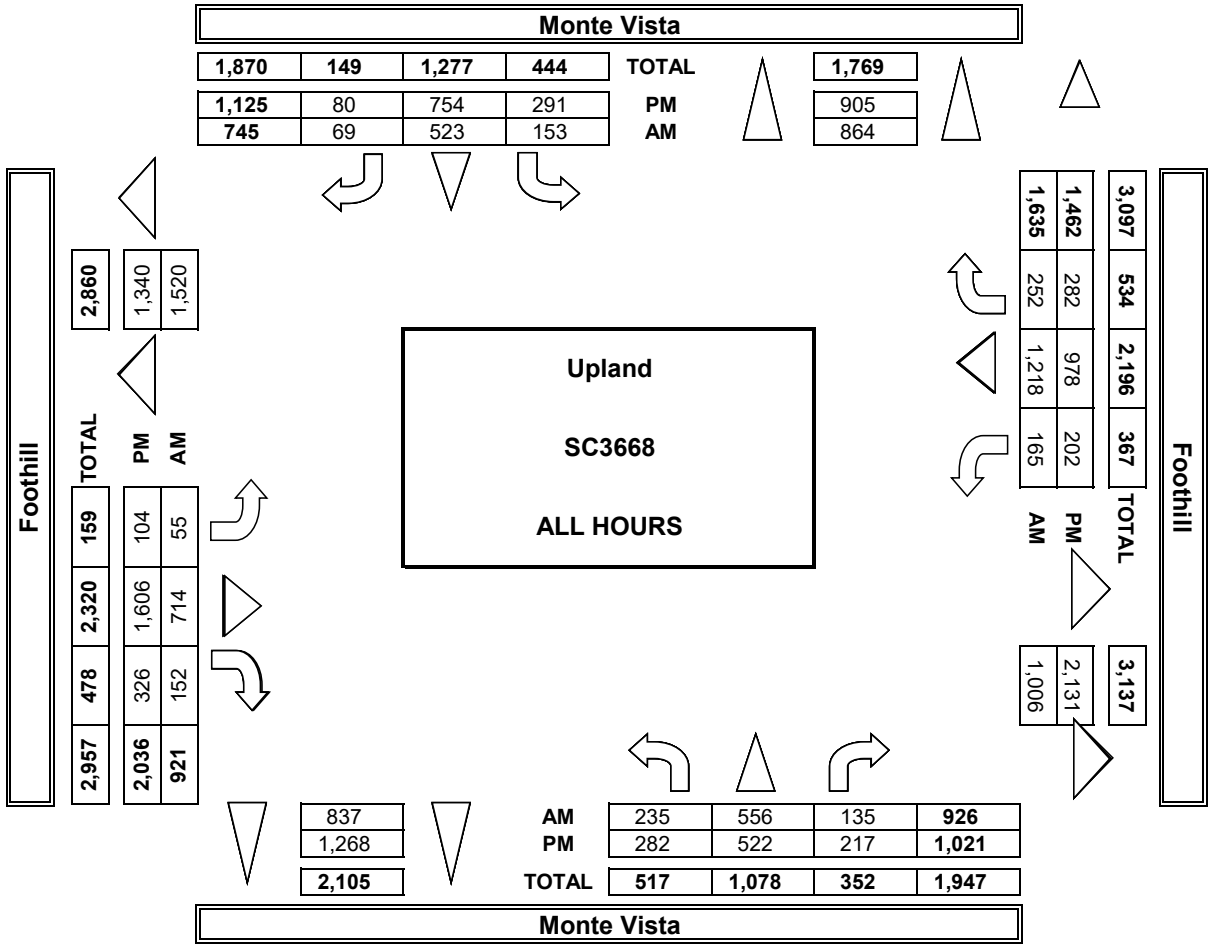 Monte Vista
1,870 149 1,277 444 TOTAL 1,769
1,125 80 754 291 PM 905
745 69 523 153 AM 864
Foothill
2,860
1,340
1,520
TOTAL
PM
AM
159 2,320 478 2,957
104 1,606 326 2,036
55 714 152 921
Upland
SC3668
ALL HOURS
3,097 534 2,196 367 TOTAL
1,462 282 978 202 PM
1,635 252 1,218 165 AM
3,137
2,131
1,006
Foothill
837 AM 235 556 135 926
1,268 PM 282 522 217 1,021
2,105 TOTAL 517 1,078 352 1,947
Monte Vista